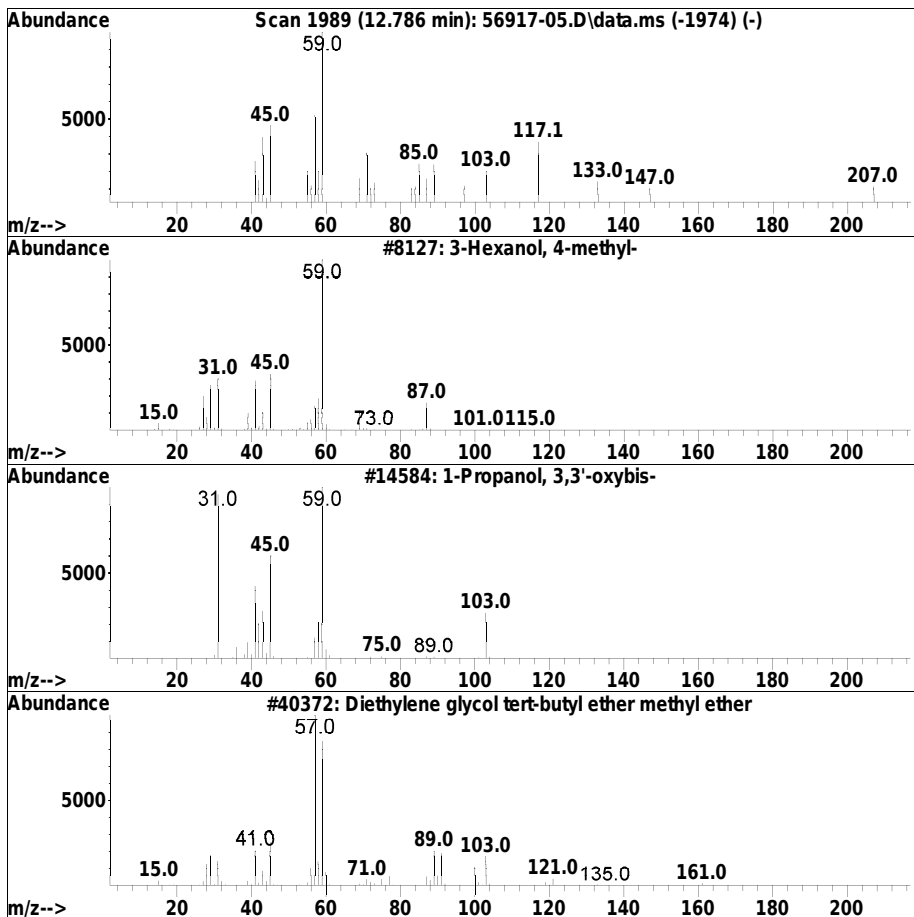 Abundance Scan 1989 (12.786 min): 56917-05.D\data.ms (-1974) (-)
59.0
5000 45.0 117.1
85.0 103.0 133.0 147.0 207.0
m/z--> 20 40 60 80 100 120 140 160 180 200
Abundance #8127: 3-Hexanol, 4-methyl-
59.0
5000 31.0 45.0
15.0 73.0 87.0 101.0 115.0
m/z--> 20 40 60 80 100 120 140 160 180 200
Abundance #14584: 1-Propanol, 3,3'-oxybis-
31.0 59.0
5000 45.0 103.0
75.0 89.0
m/z--> 20 40 60 80 100 120 140 160 180 200
Abundance #40372: Diethylene glycol tert-butyl ether methyl ether
57.0
5000 41.0 89.0 103.0
15.0 71.0 121.0 135.0 161.0
m/z--> 20 40 60 80 100 120 140 160 180 200